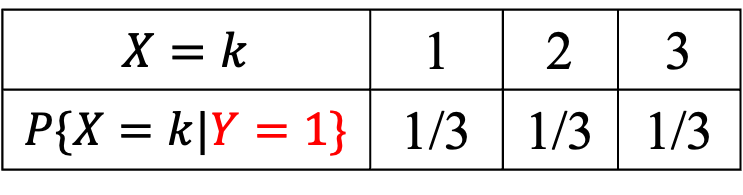 X = k 1 2 3
P{X = k|Y = 1} 1/3 1/3 1/3